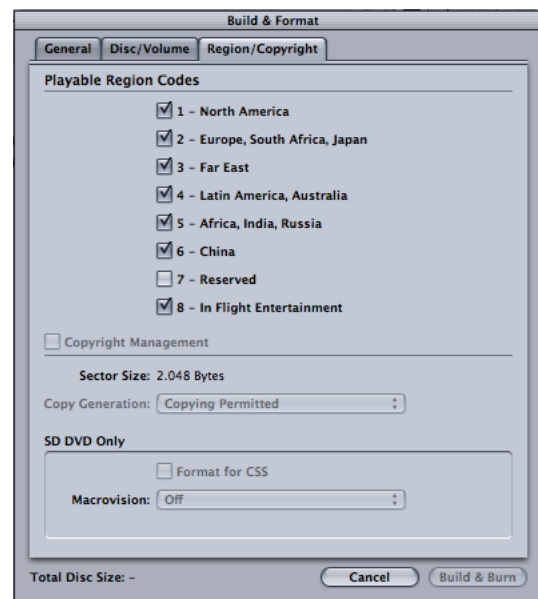 Build & Format
General Disc/Volume Region/Copyright
Playable Region Codes
1 – North America
2 – Europe, South Africa, Japan
3 – Far East
4 – Latin America, Australia
5 – Africa, India, Russia
6 – China
7 – Reserved
8 – In Flight Entertainment
Copyright Management
Sector Size: 2.048 Bytes
Copy Generation: Copying Permitted
SD DVD Only
Format for CSS
Macrovision: Off
Total Disc Size: – Cancel Build & Burn